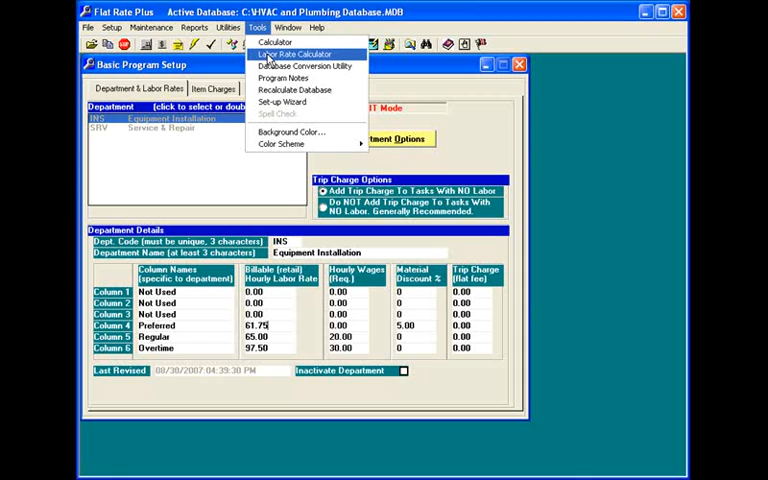 Flat Rate Plus Active Database: C:\HVAC and Plumbing Database.MDB
File Setup Maintenance Reports Utilities Tools Window Help
Calculator
Labor Rate Calculator
Database Conversion Utility
Program Notes
Recalculate Database
Set-up Wizard
Spell Check
Background Color...
Color Scheme
Basic Program Setup
Department & Labor Rates Item Charges
Department (click to select or doub
INS Equipment Installation
SRV Service & Repair
IT Mode
ment Options
Trip Charge Options
Add Trip Charge To Tasks With NO Labor
Do NOT Add Trip Charge To Tasks With
NO Labor. Generally Recommended.
Department Details
Dept. Code (must be unique, 3 characters) INS
Department Name (at least 3 characters) Equipment Installation
Column Names Billable (retail) Hourly Wages Material Trip Charge
(specific to department) Hourly Labor Rate (Req.) Discount % (flat fee)
Column 1 Not Used 0.00 0.00 0.00 0.00
Column 2 Not Used 0.00 0.00 0.00 0.00
Column 3 Not Used 0.00 0.00 0.00 0.00
Column 4 Preferred 61.75 0.00 5.00 0.00
Column 5 Regular 65.00 20.00 0.00 0.00
Column 6 Overtime 97.50 30.00 0.00 0.00
Last Revised 08/30/2007 04:39:30 PM Inactivate Department